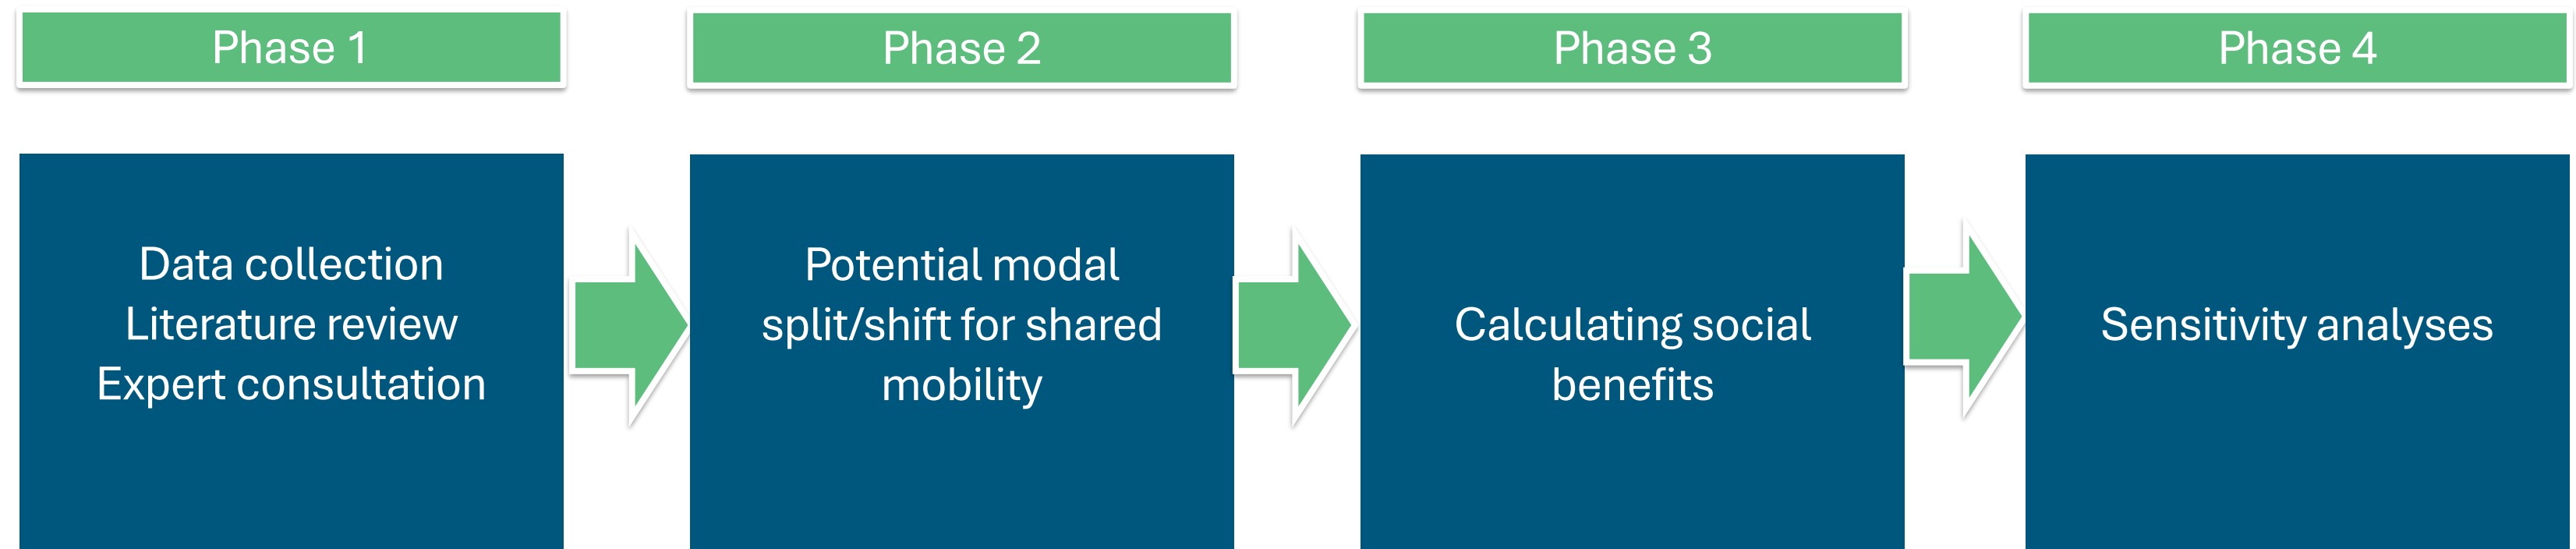 Phase 1
Phase 2
Phase 3
Phase 4
Data collection
Literature review
Expert consultation
Potential modal
split/shift for shared
mobility
Calculating social
benefits
Sensitivity analyses